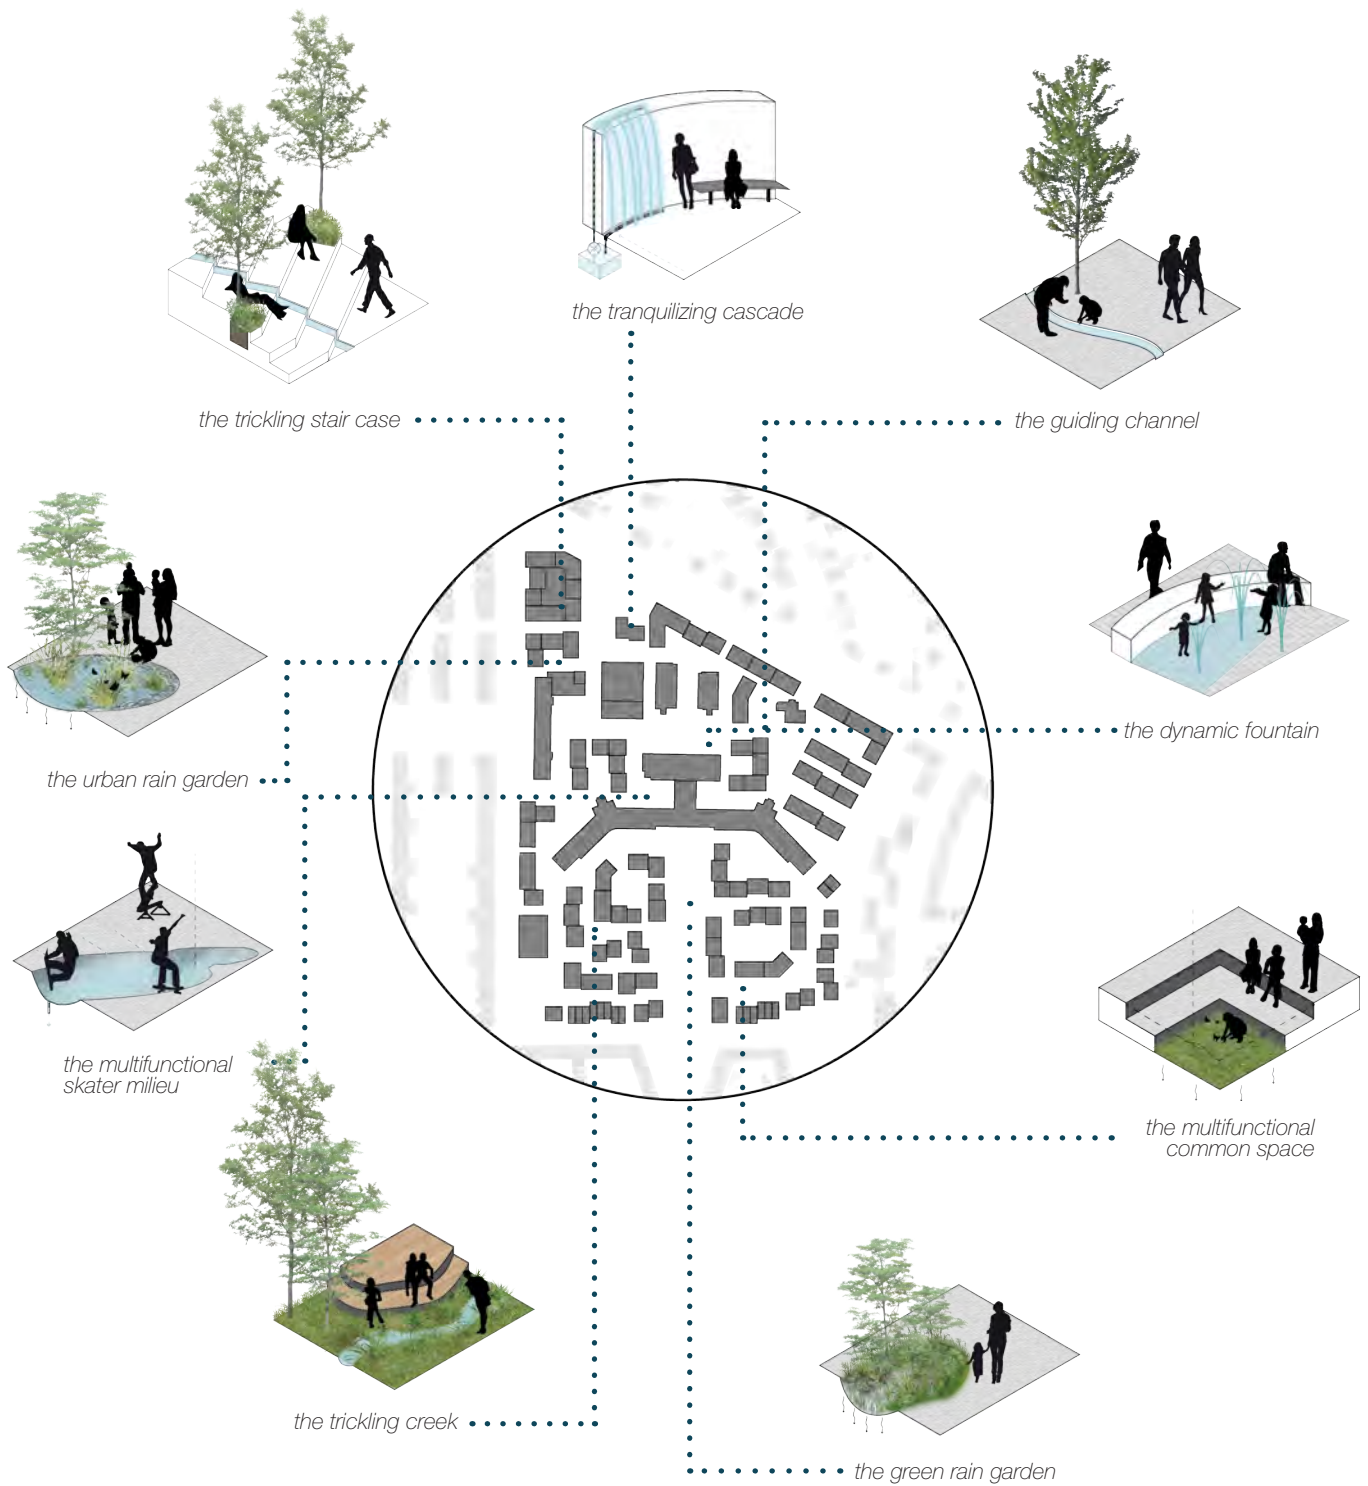 the tranquilizing cascade
the trickling stair case
the guiding channel
the dynamic fountain
the urban rain garden
the multifunctional
skater milieu
the multifunctional
common space
the trickling creek
the green rain garden